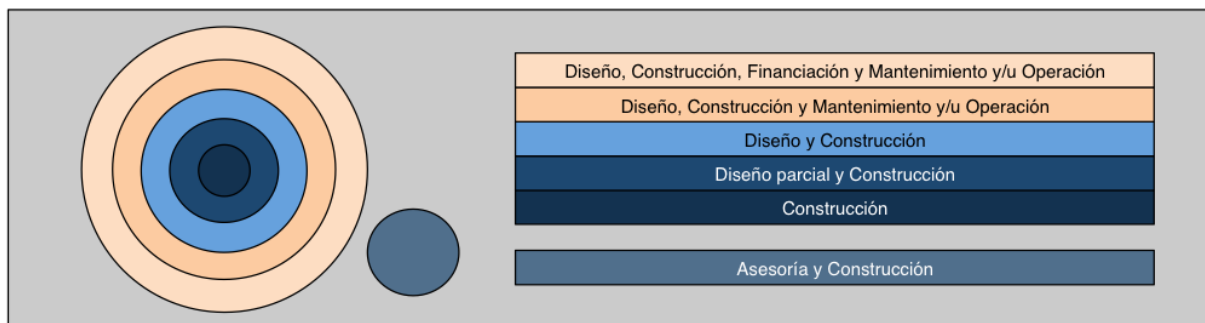 Diseño, Construcción, Financiación y Mantenimiento y/u Operación
Diseño, Construcción y Mantenimiento y/u Operación
Diseño y Construcción
Diseño parcial y Construcción
Construcción
Asesoría y Construcción